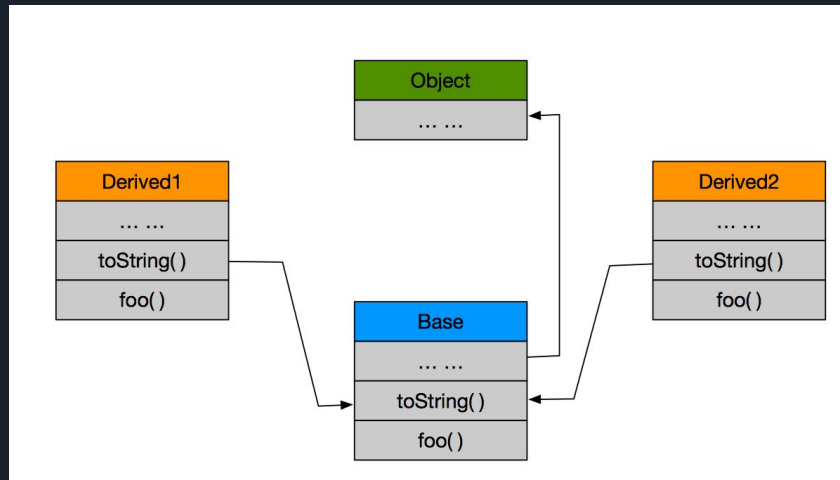 Object
... ...
Derived1
... ...
toString( )
foo( )
Derived2
... ...
toString( )
foo( )
Base
... ...
toString( )
foo( )